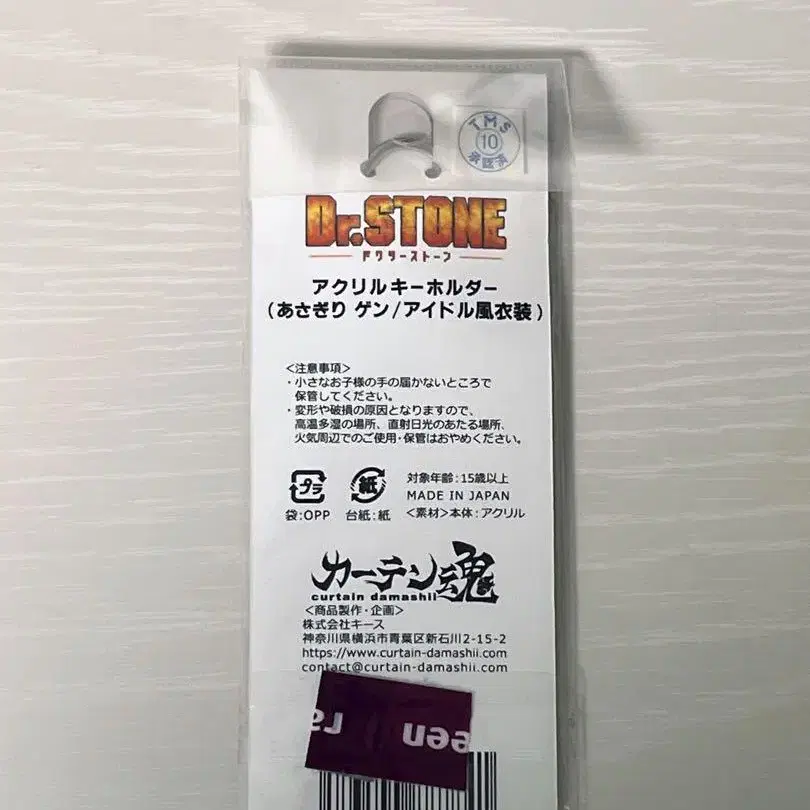 TMS
10
承認済
Dr.STONE
ドクターストーン
アクリルキーホルダー
(あさぎり ゲン/アイドル風衣装)
<注意事項>
・小さなお子様の手の届かないところで
保管してください。
・変形や破損の原因となりますので、
高温多湿の場所、直射日光のあたる場所、
火気周辺でのご使用・保管はおやめください。
プラ 紙 対象年齢:15歳以上
MADE IN JAPAN
袋:OPP 台紙:紙 <素材>本体:アクリル
カーテン魂
curtain damashii
<商品製作・企画>
株式会社キース
神奈川県横浜市青葉区新石川2-15-2
https://www.curtain-damashii.com
contact@curtain-damashii.com
een
ra